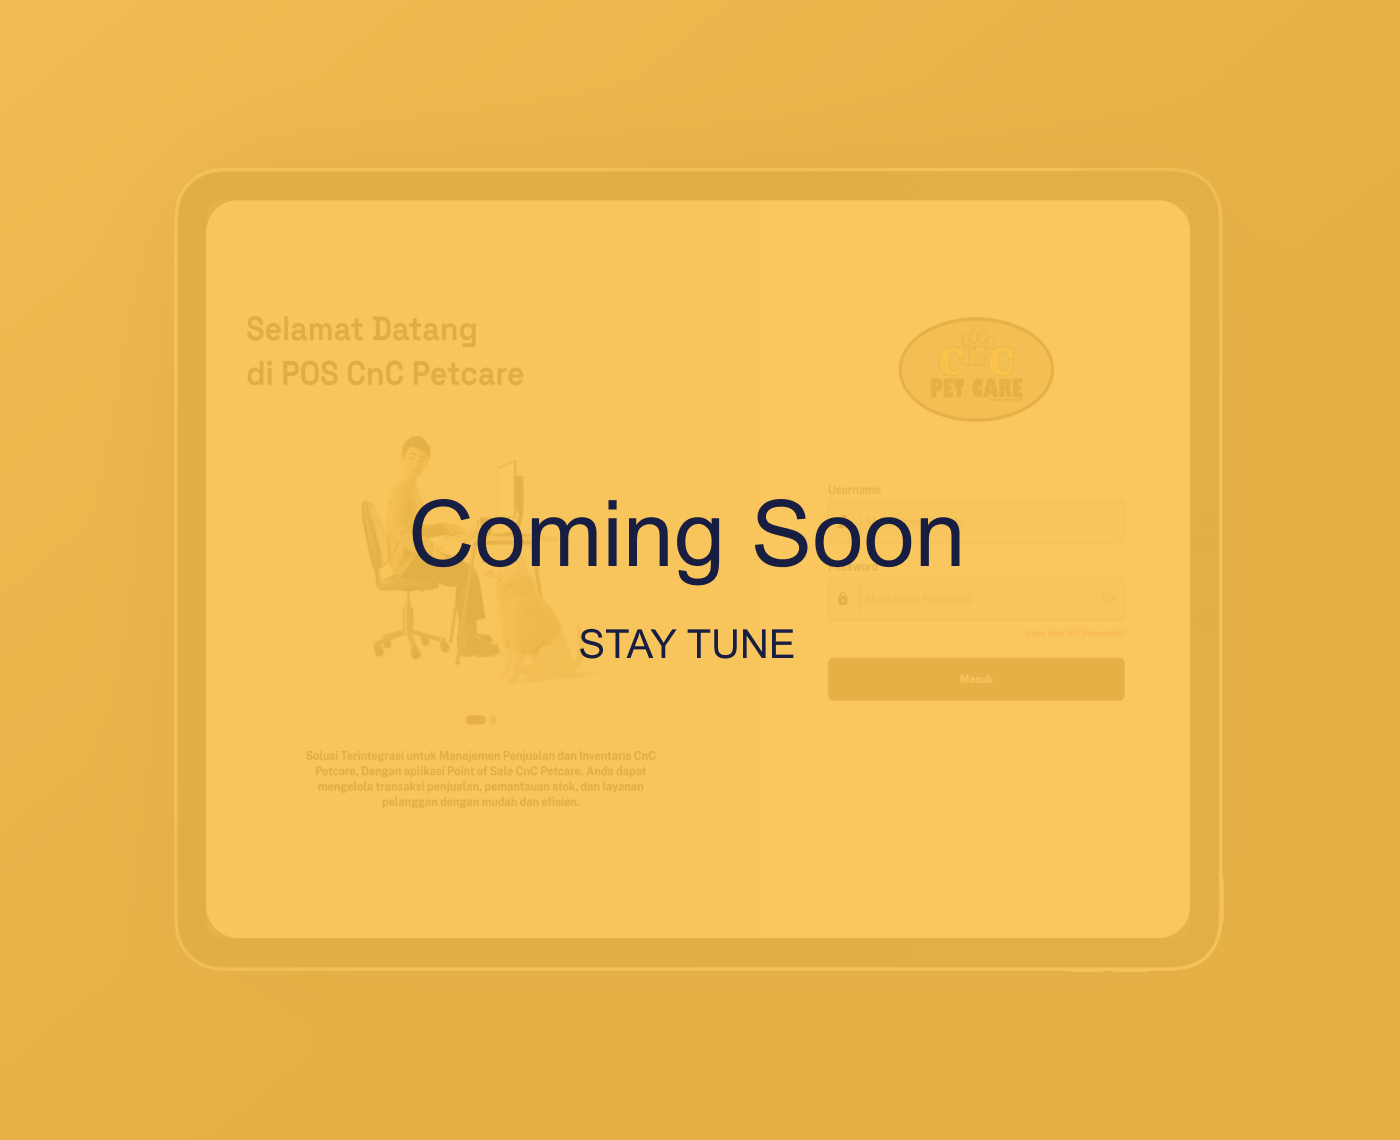 Selamat Datang
di POS CnC Petcare
CnC
PET CARE
Username
Coming Soon
Password
Masukkan Password
STAY TUNE
Lupa User ID / Password?
Masuk
Solusi Terintegrasi untuk Manajemen Penjualan dan Inventaris CnC
Petcare. Dengan aplikasi Point of Sale CnC Petcare, Anda dapat
mengelola transaksi penjualan, pemantauan stok, dan layanan
pelanggan dengan mudah dan efisien.